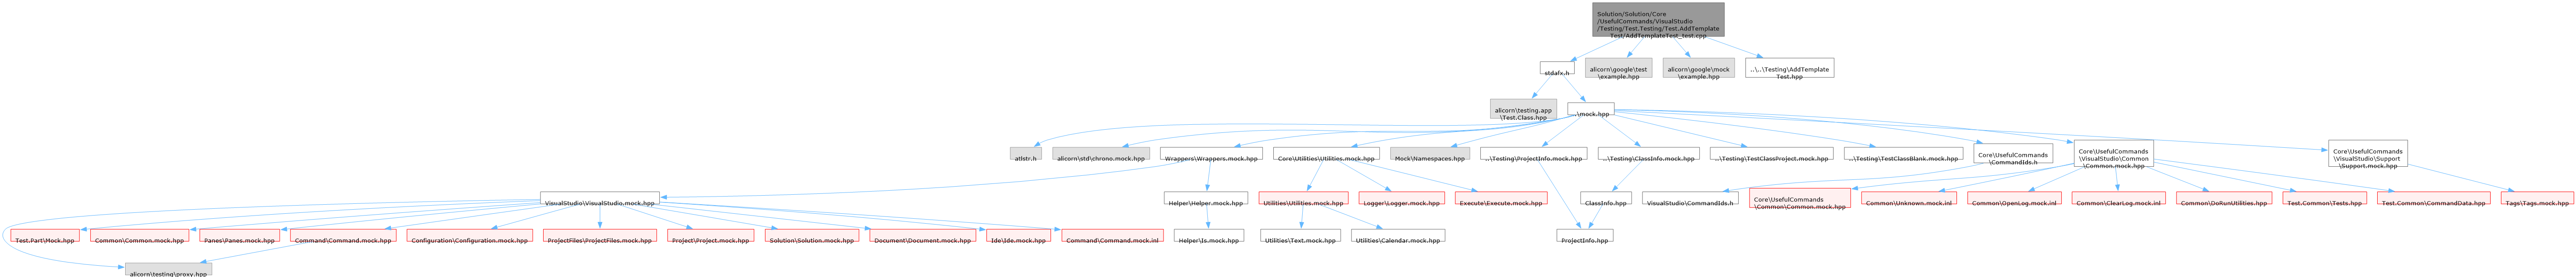 Solution/Solution/Core
/UsefulCommands/VisualStudio
/Testing/Test.Testing/Test.AddTemplate
Test/AddTemplateTest_test.cpp
stdafx.h
alicorn\google\test
\example.hpp
alicorn\google\mock
\example.hpp
..\..\Testing\AddTemplate
Test.hpp
alicorn\testing.app
\Test.Class.hpp
..\mock.hpp
atlstr.h
alicorn\std\chrono.mock.hpp
Wrappers\Wrappers.mock.hpp
Core\Utilities\Utilities.mock.hpp
Mock\Namespaces.hpp
..\Testing\ProjectInfo.mock.hpp
..\Testing\ClassInfo.mock.hpp
..\Testing\TestClassProject.mock.hpp
..\Testing\TestClassBlank.mock.hpp
Core\UsefulCommands
\CommandIds.h
Core\UsefulCommands
\VisualStudio\Common
\Common.mock.hpp
Core\UsefulCommands
\VisualStudio\Support
\Support.mock.hpp
VisualStudio\VisualStudio.mock.hpp
Helper\Helper.mock.hpp
Utilities\Utilities.mock.hpp
Logger\Logger.mock.hpp
Execute\Execute.mock.hpp
ClassInfo.hpp
VisualStudio\CommandIds.h
Core\UsefulCommands
\Common\Common.mock.hpp
Common\Unknown.mock.inl
Common\OpenLog.mock.inl
Common\ClearLog.mock.inl
Common\DoRunUtilities.hpp
Test.Common\Tests.hpp
Test.Common\CommandData.hpp
Tags\Tags.mock.hpp
Test.Part\Mock.hpp
Common\Common.mock.hpp
Panes\Panes.mock.hpp
Command\Command.mock.hpp
Configuration\Configuration.mock.hpp
ProjectFiles\ProjectFiles.mock.hpp
Project\Project.mock.hpp
Solution\Solution.mock.hpp
Document\Document.mock.hpp
Ide\Ide.mock.hpp
Command\Command.mock.inl
Helper\Is.mock.hpp
Utilities\Text.mock.hpp
Utilities\Calendar.mock.hpp
ProjectInfo.hpp
alicorn\testing\proxy.hpp